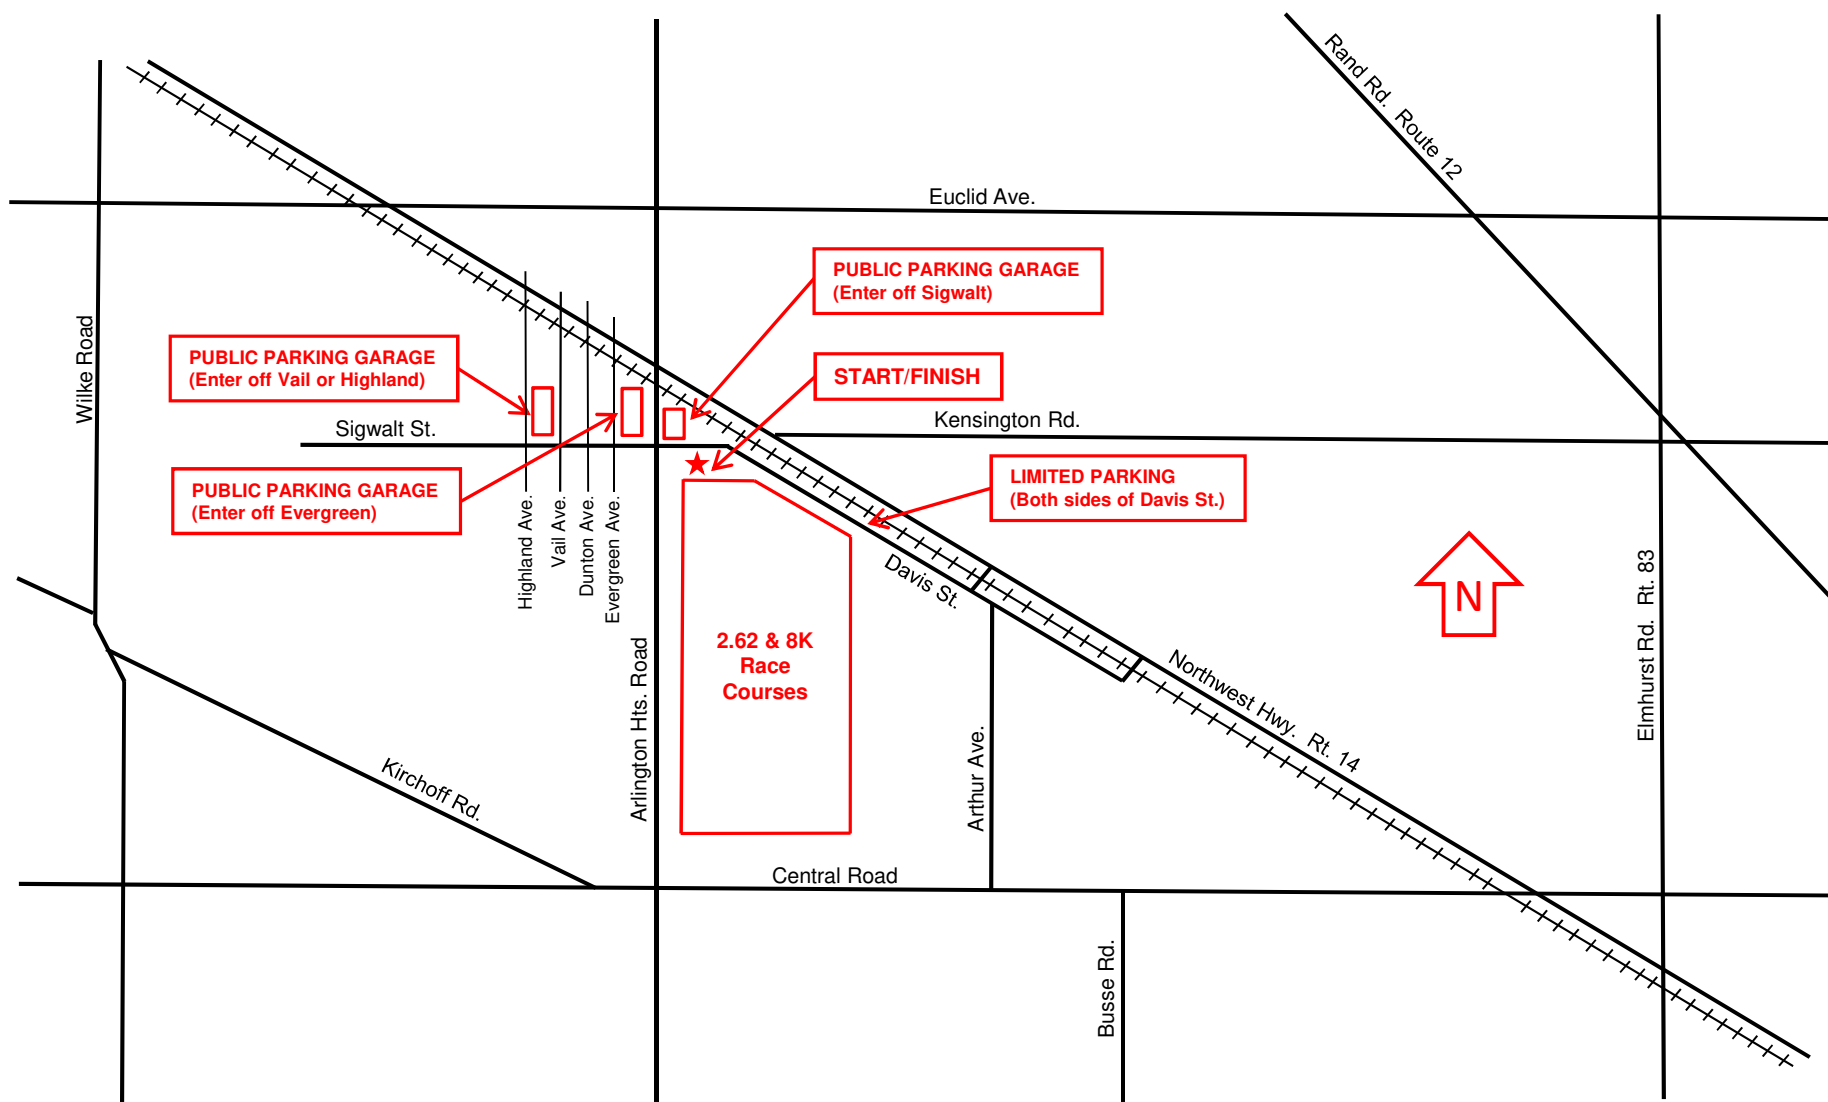 Rand Rd.  Route 12
Euclid Ave.
PUBLIC PARKING GARAGE
(Enter off Sigwalt)
Wilke Road
PUBLIC PARKING GARAGE
(Enter off Vail or Highland)
START/FINISH
Sigwalt St.
Kensington Rd.
PUBLIC PARKING GARAGE
(Enter off Evergreen)
LIMITED PARKING
(Both sides of Davis St.)
Highland Ave.
Vail Ave.
Dunton Ave.
Evergreen Ave.
Davis St.
N
Elmhurst Rd.  Rt. 83
2.62 & 8K
Race
Courses
Arlington Hts. Road
Northwest Hwy.  Rt. 14
Arthur Ave.
Kirchoff Rd.
Central Road
Busse Rd.